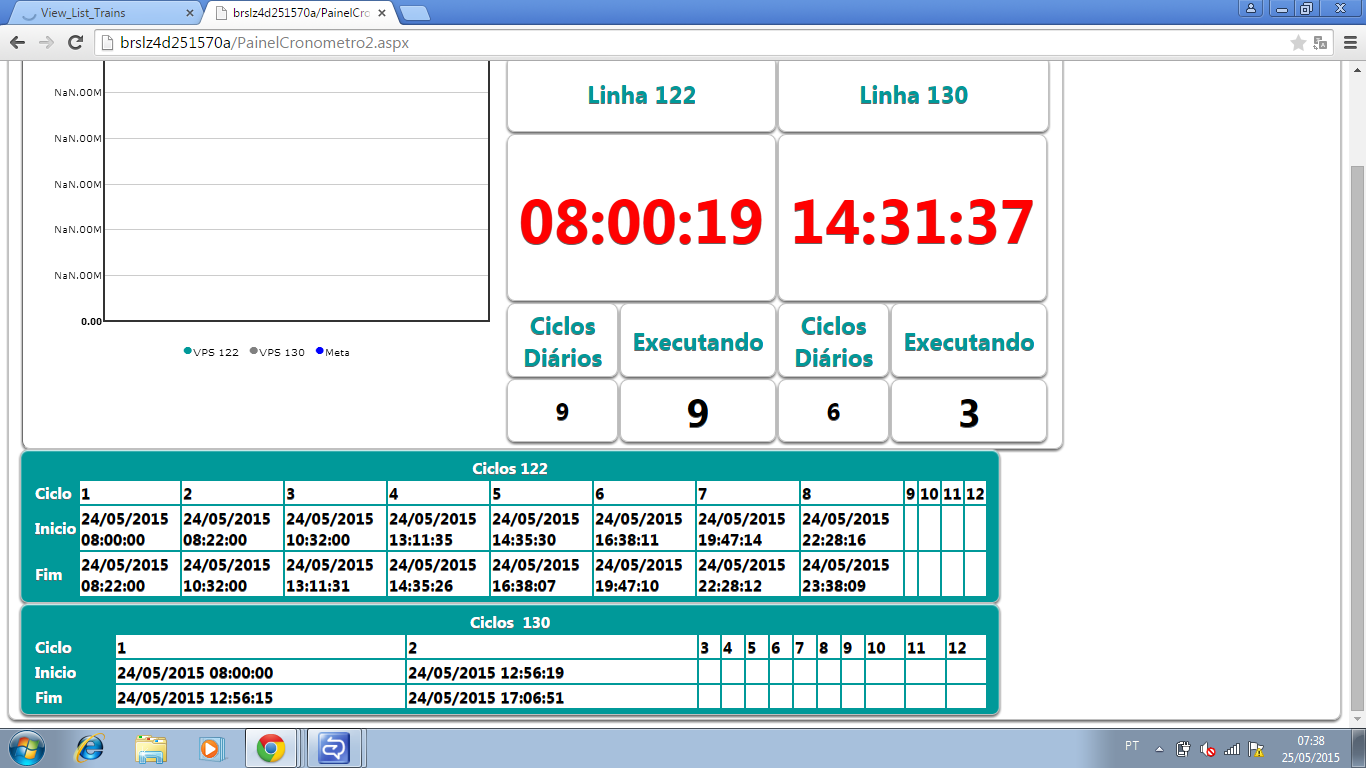 View_List_Trains
brslz4d251570a/PainelCro
brslz4d251570a/PainelCronometro2.aspx
NaN.00M
NaN.00M
NaN.00M
NaN.00M
NaN.00M
0.00
VPS 122 VPS 130 Meta
Linha 122 Linha 130
08:00:19 14:31:37
Ciclos Diários Executando Ciclos Diários Executando
9 9 6 3
Ciclos 122
Ciclo 1 2 3 4 5 6 7 8 9 10 11 12
Inicio 24/05/2015 08:00:00 24/05/2015 08:22:00 24/05/2015 10:32:00 24/05/2015 13:11:35 24/05/2015 14:35:30 24/05/2015 16:38:11 24/05/2015 19:47:14 24/05/2015 22:28:16
Fim 24/05/2015 08:22:00 24/05/2015 10:32:00 24/05/2015 13:11:31 24/05/2015 14:35:26 24/05/2015 16:38:07 24/05/2015 19:47:10 24/05/2015 22:28:12 24/05/2015 23:38:09
Ciclos 130
Ciclo 1 2 3 4 5 6 7 8 9 10 11 12
Inicio 24/05/2015 08:00:00 24/05/2015 12:56:19
Fim 24/05/2015 12:56:15 24/05/2015 17:06:51
PT
07:38
25/05/2015